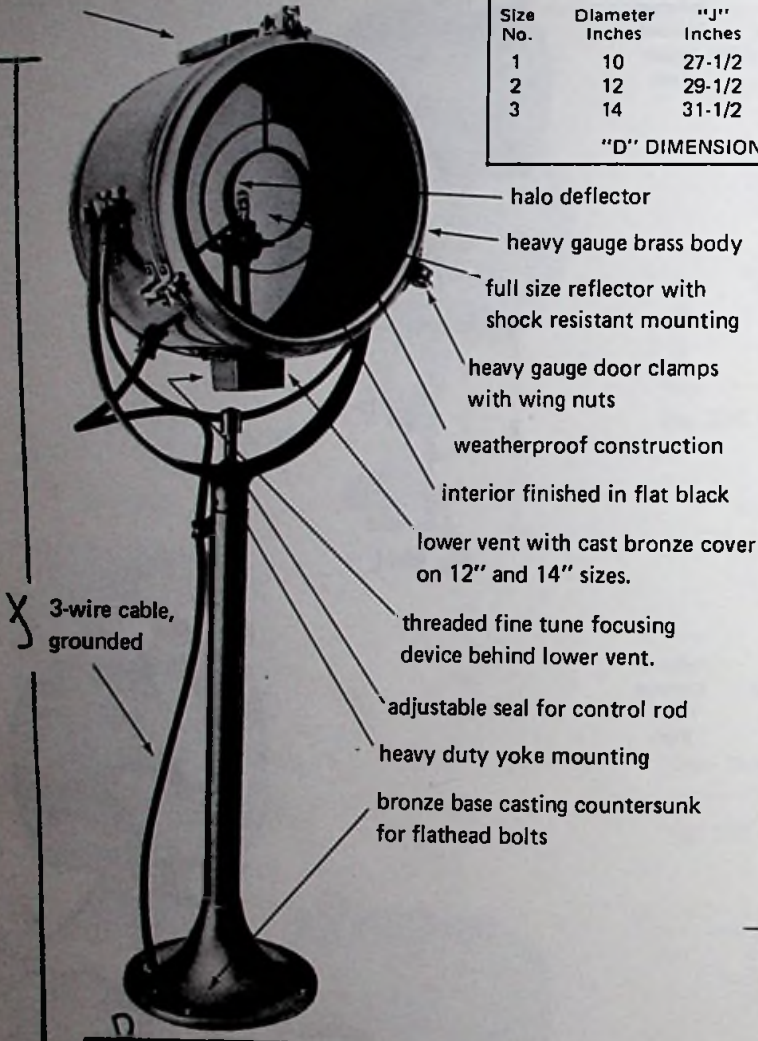 Size Diameter "J"
No. Inches Inches
1 10 27-1/2
2 12 29-1/2
3 14 31-1/2
"D" DIMENSION
halo deflector
heavy gauge brass body
full size reflector with
shock resistant mounting
heavy gauge door clamps
with wing nuts
weatherproof construction
interior finished in flat black
lower vent with cast bronze cover
on 12" and 14" sizes.
3-wire cable,
grounded
threaded fine tune focusing
device behind lower vent.
adjustable seal for control rod
heavy duty yoke mounting
bronze base casting countersunk
for flathead bolts
D